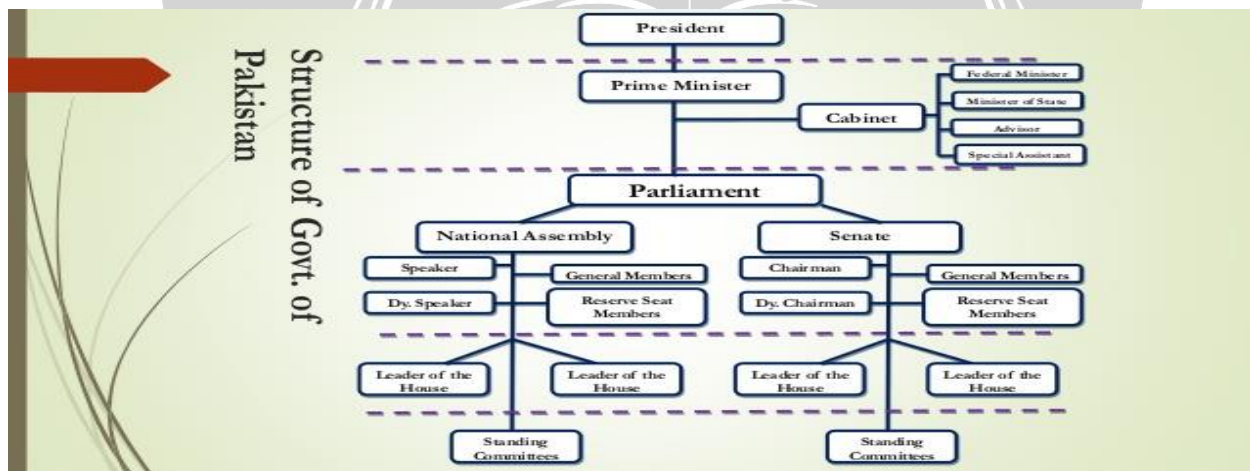 Structure of Govt. of
Pakistan
President
Prime Minister
Cabinet
Federal Minister
Minister of State
Advisor
Special Assistant
Parliament
National Assembly
Speaker
General Members
Dy. Speaker
Reserve Seat
Members
Leader of the
House
Leader of the
House
Standing
Committees
Senate
Chairman
General Members
Dy. Chairman
Reserve Seat
Members
Leader of the
House
Leader of the
House
Standing
Committees